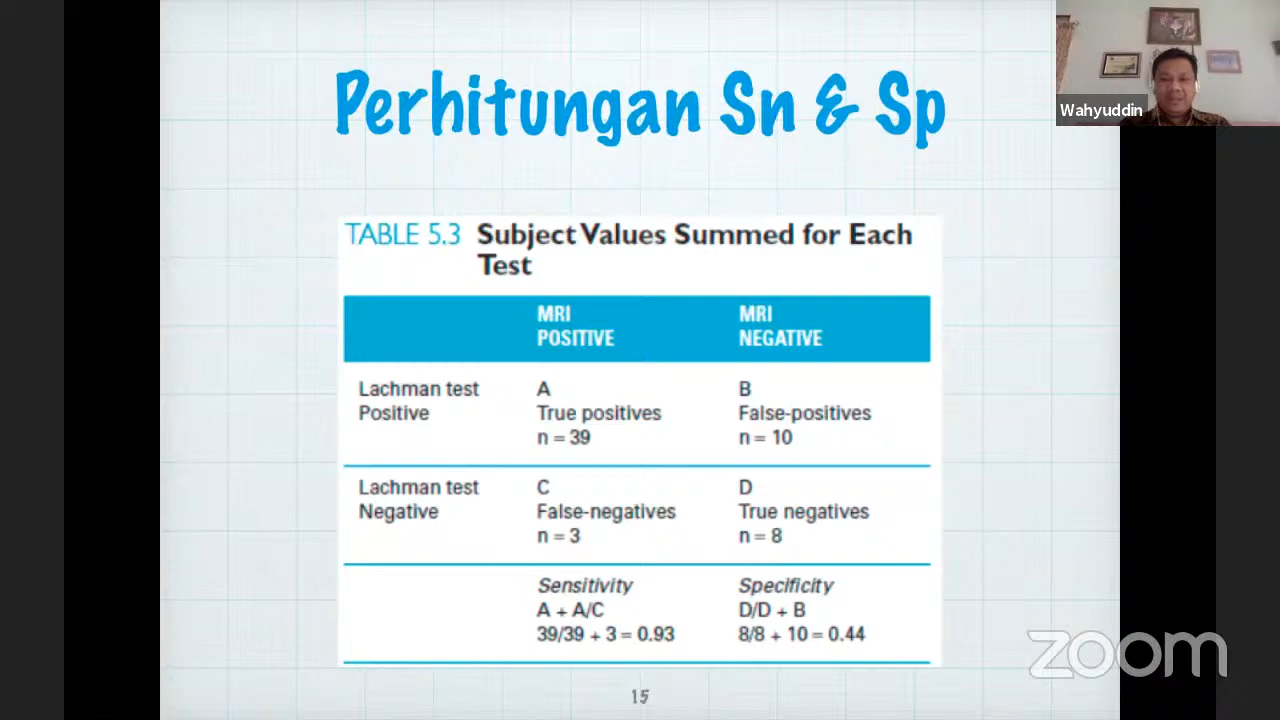 Perhitungan Sn & Sp
Wahyuddin
TABLE 5.3 Subject Values Summed for Each
Test
MRI POSITIVE
MRI NEGATIVE
Lachman test Positive
A
True positives
n = 39
B
False-positives
n = 10
Lachman test Negative
C
False-negatives
n = 3
D
True negatives
n = 8
Sensitivity
A + A/C
39/39 + 3 = 0.93
Specificity
D/D + B
8/8 + 10 = 0.44
15
zoom